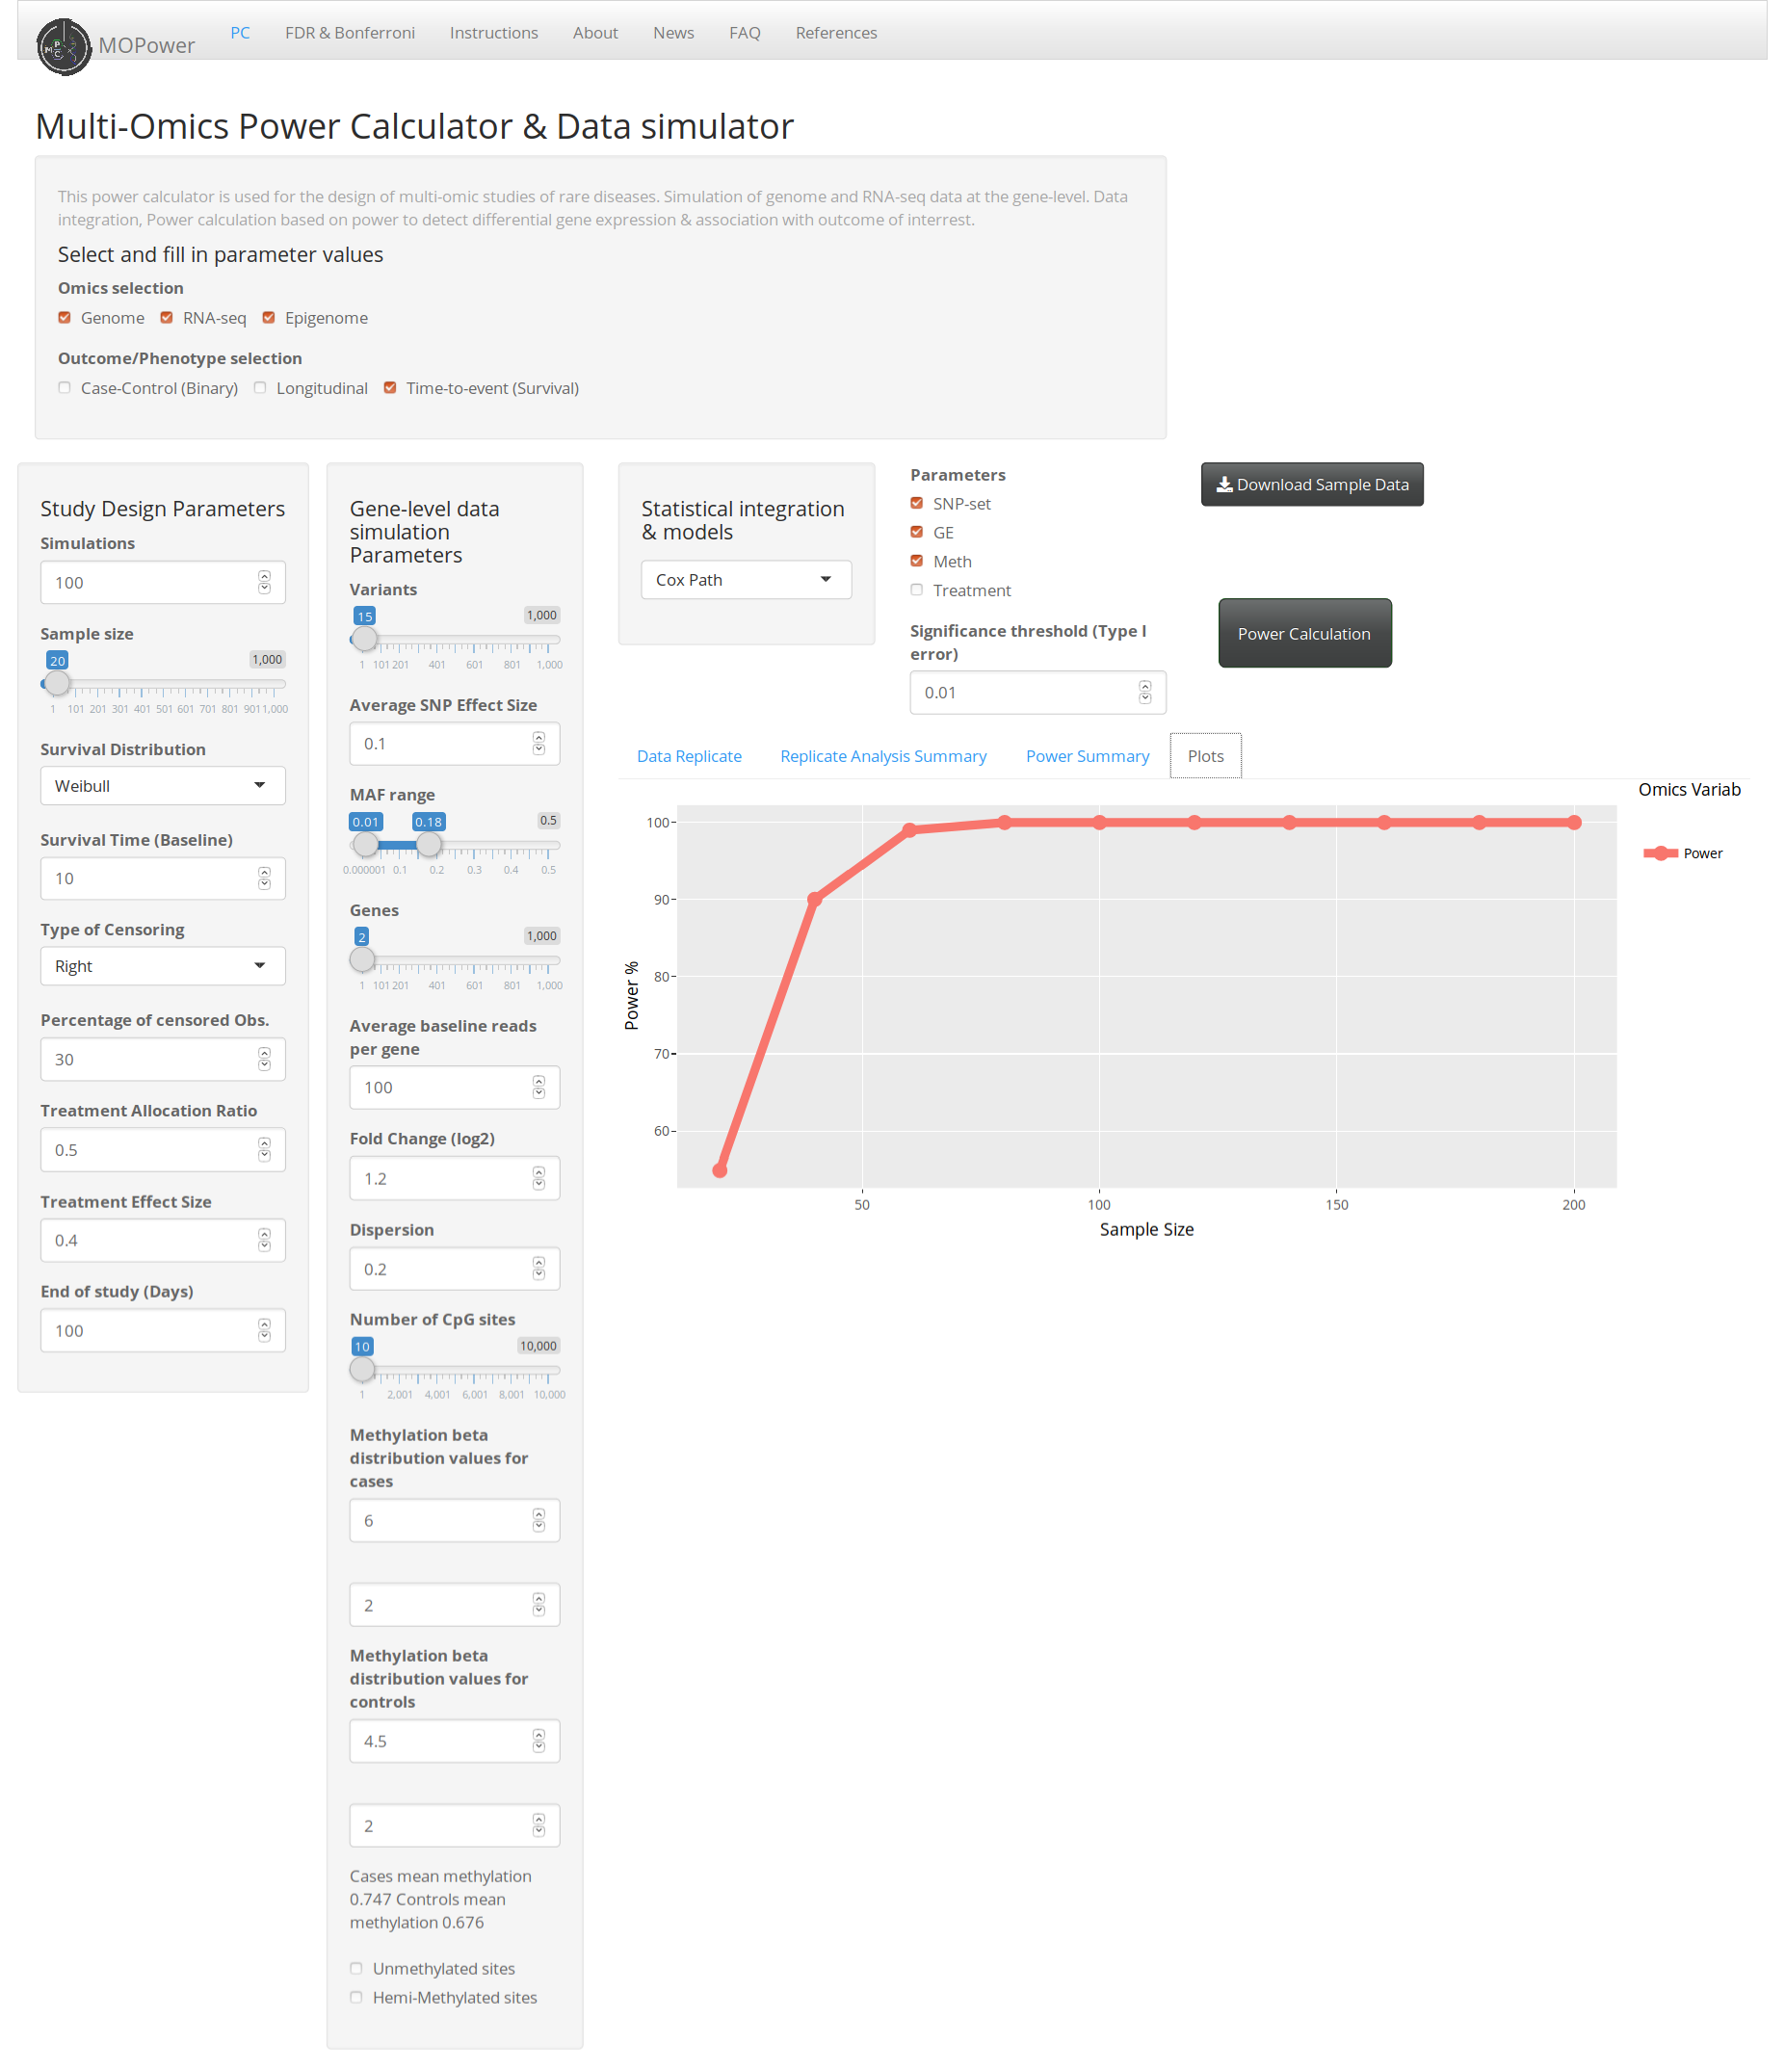 MOPower
PC
FDR & Bonferroni
Instructions
About
News
FAQ
References
Multi-Omics Power Calculator & Data simulator
This power calculator is used for the design of multi-omic studies of rare diseases. Simulation of genome and RNA-seq data at the gene-level. Data
integration, Power calculation based on power to detect differential gene expression & association with outcome of interrest.
Select and fill in parameter values
Omics selection
Genome RNA-seq Epigenome
Outcome/Phenotype selection
Case-Control (Binary) Longitudinal Time-to-event (Survival)
Study Design Parameters
Simulations
100
Sample size
20 1,000
1 101 201 301 401 501 601 701 801 901 1,000
Survival Distribution
Weibull
Survival Time (Baseline)
10
Type of Censoring
Right
Percentage of censored Obs.
30
Treatment Allocation Ratio
0.5
Treatment Effect Size
0.4
End of study (Days)
100
Gene-level data
simulation
Parameters
Variants
15 1,000
1 101 201 401 601 801 1,000
Average SNP Effect Size
0.1
MAF range
0.01 0.18 0.5
0.000001 0.1 0.2 0.3 0.4 0.5
Genes
2 1,000
1 101 201 401 601 801 1,000
Average baseline reads
per gene
100
Fold Change (log2)
1.2
Dispersion
0.2
Number of CpG sites
10 10,000
1 2,001 4,001 6,001 8,001 10,000
Methylation beta
distribution values for
cases
6
2
Methylation beta
distribution values for
controls
4.5
2
Cases mean methylation
0.747 Controls mean
methylation 0.676
Unmethylated sites
Hemi-Methylated sites
Statistical integration
& models
Cox Path
Parameters
SNP-set
GE
Meth
Treatment
Significance threshold (Type I
error)
0.01
Download Sample Data
Power Calculation
Data Replicate
Replicate Analysis Summary
Power Summary
Plots
Omics Variab
Power
100
90
80
70
60
Power %
50 100 150 200
Sample Size